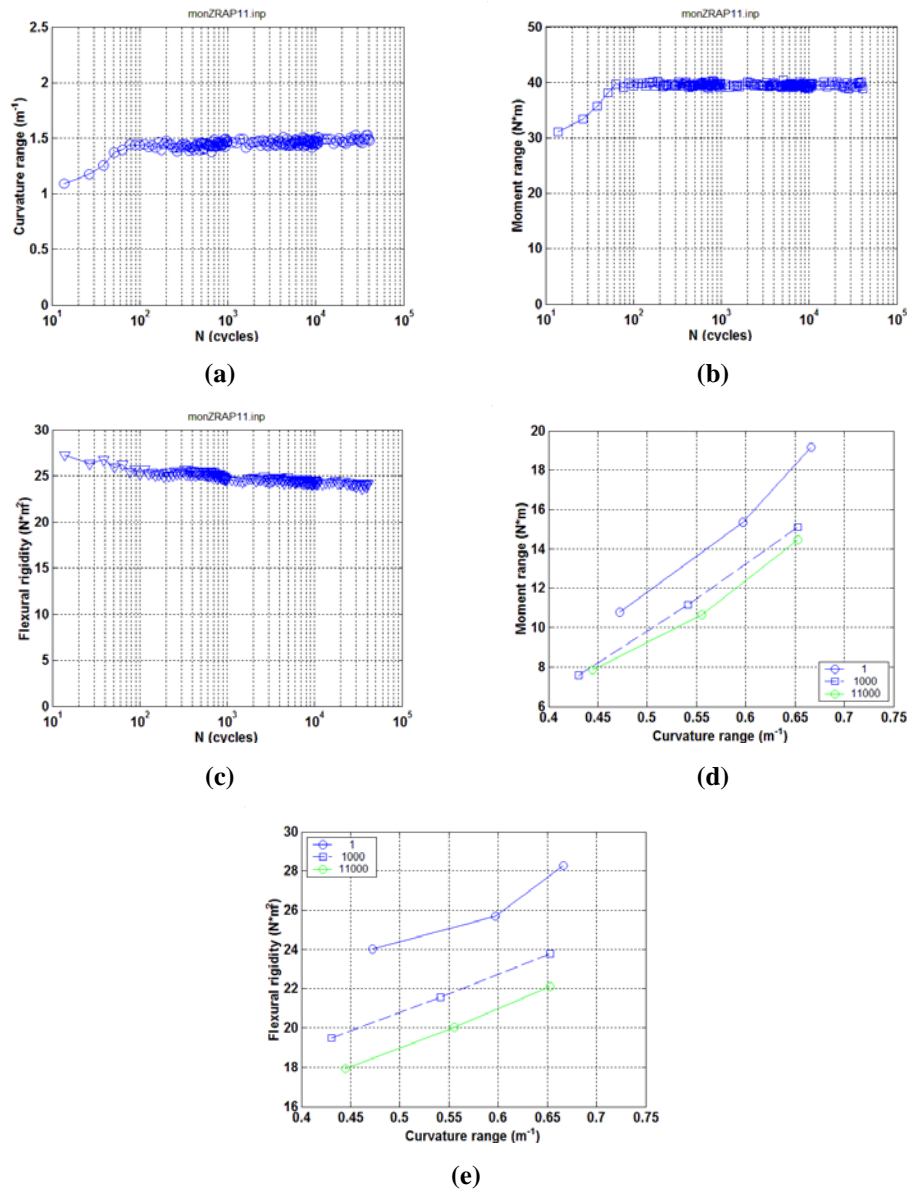 monZRAP11.inp
2.5
2
1.5
1
0.5
0
Curvature range (m⁻¹)
10¹ 10² 10³ 10⁴ 10⁵
N (cycles)
(a)
monZRAP11.inp
50
40
30
20
10
0
Moment range (N*m)
10¹ 10² 10³ 10⁴ 10⁵
N (cycles)
(b)
monZRAP11.inp
30
25
20
15
10
5
0
Flexural rigidity (N*m²)
10¹ 10² 10³ 10⁴ 10⁵
N (cycles)
(c)
20
18
16
14
12
10
8
6
Moment range (N*m)
1
1000
11000
0.4 0.45 0.5 0.55 0.6 0.65 0.7 0.75
Curvature range (m⁻¹)
(d)
30
28
26
24
22
20
18
16
Flexural rigidity (N*m²)
1
1000
11000
0.4 0.45 0.5 0.55 0.6 0.65 0.7 0.75
Curvature range (m⁻¹)
(e)